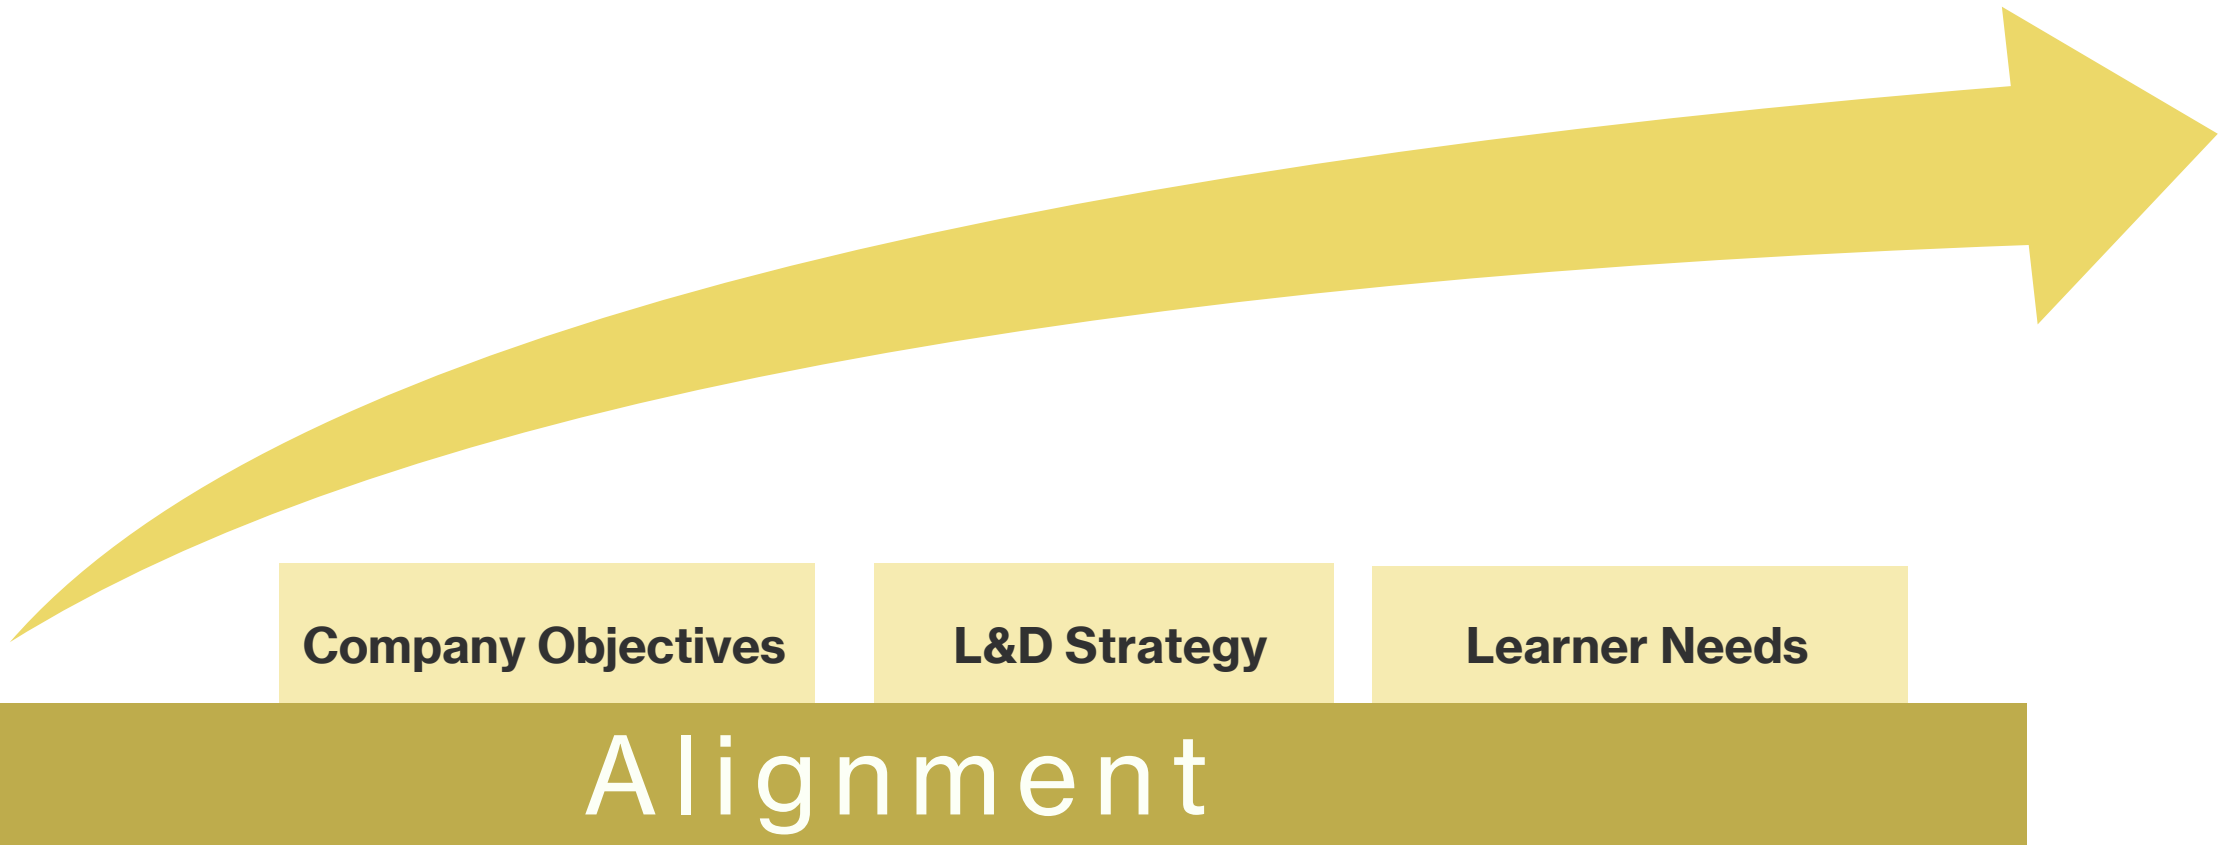 Company Objectives
L&D Strategy
Learner Needs
Alignment